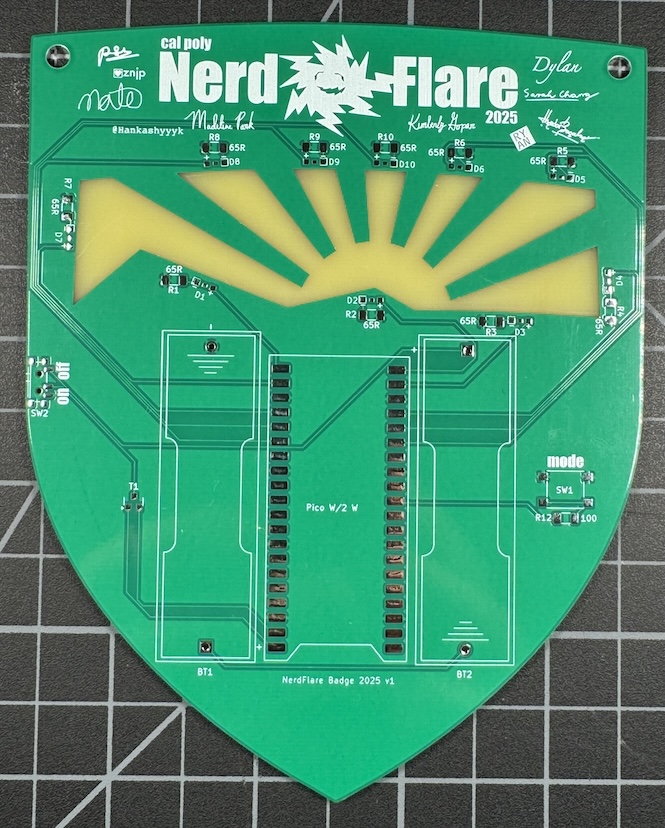 cal poly
Nerd Flare
2025
znjp
nate
Dylan
Sarah Chang
@Hankashyyyk
Madeline Park
Kimberly
RY
AN
R8
65R
D8
R9
65R
D9
R10
65R
D10
R6
65R
D6
R5
65R
D5
R7
65R
D7
65R
R1
D1
D2
R2
65R
65R
R3
D3
D4
R4
65R
off
on
SW2
T1
Pico W/2 W
mode
SW1
R12
100
BT1
BT2
NerdFlare Badge 2025 v1